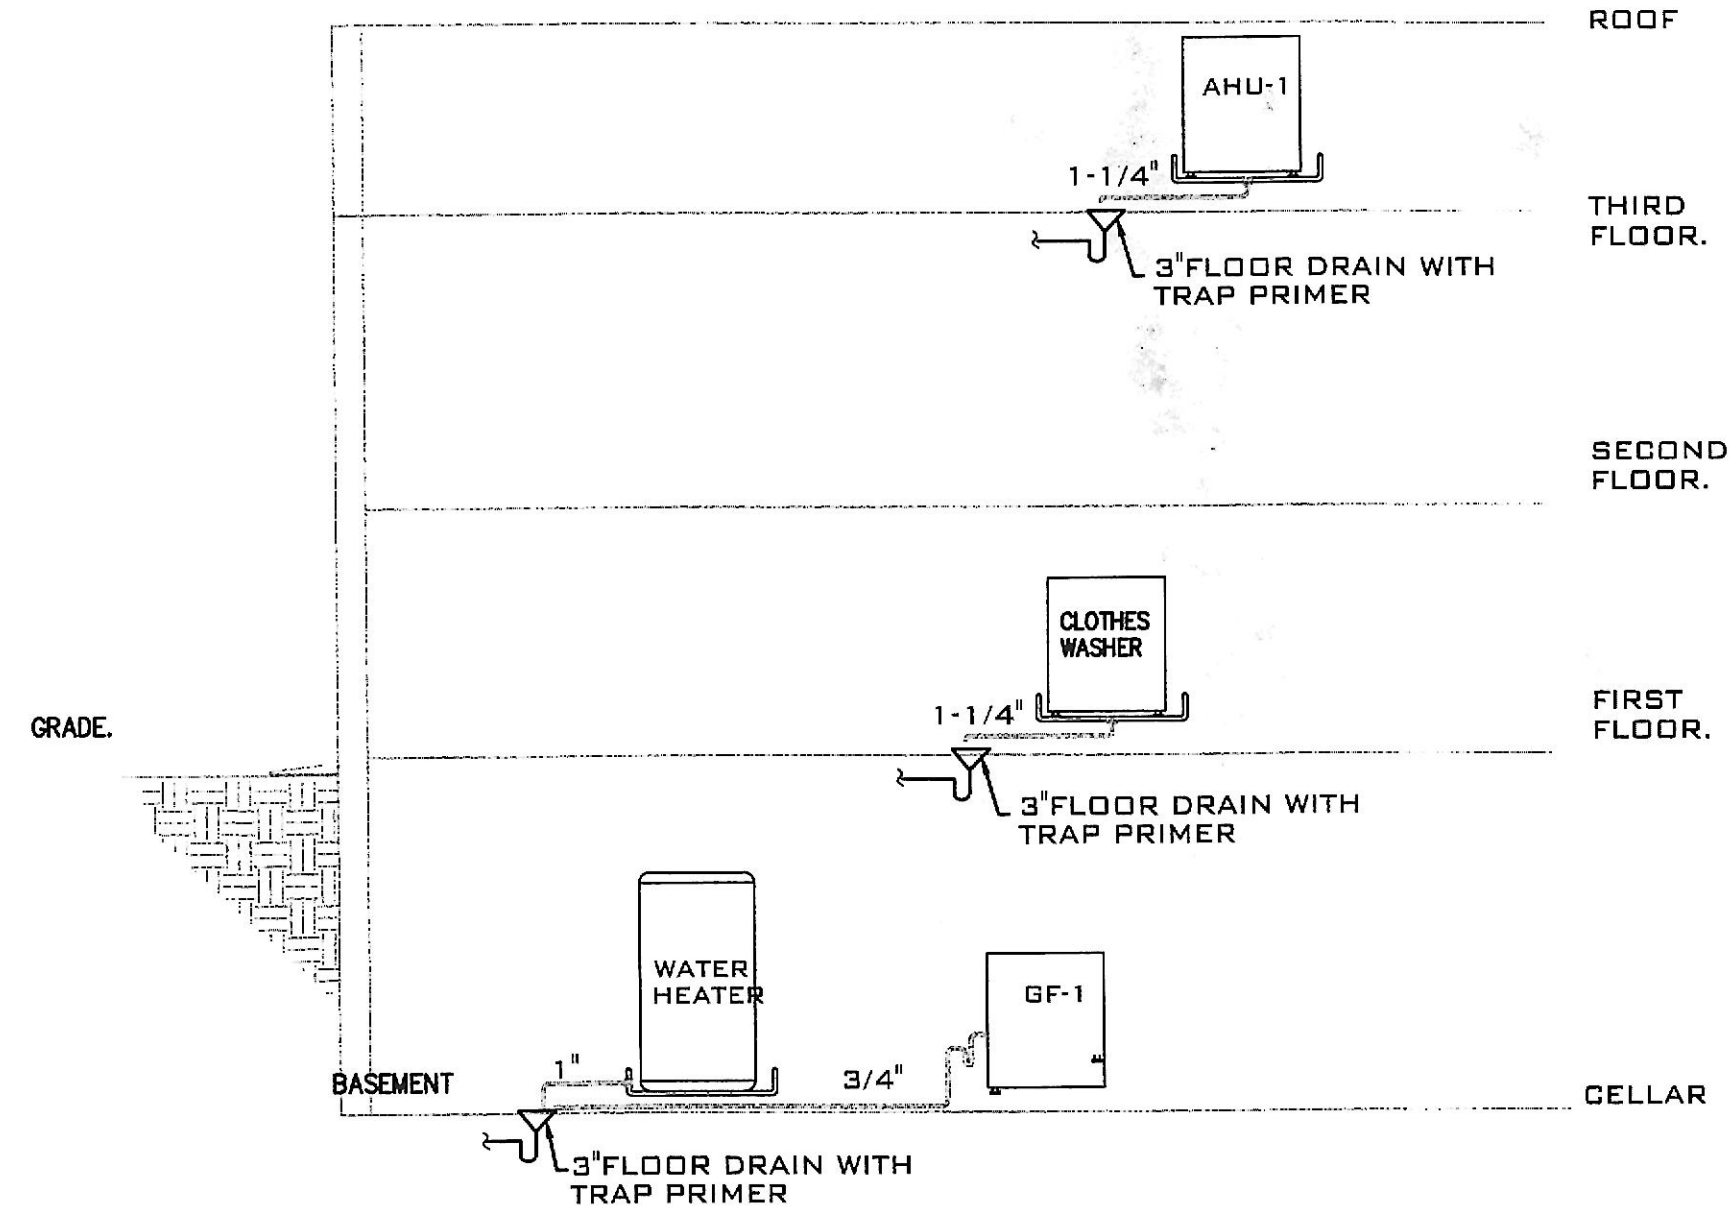 ROOF
AHU-1
1-1/4"
THIRD
FLOOR.
3"FLOOR DRAIN WITH
TRAP PRIMER
SECOND
FLOOR.
CLOTHES
WASHER
1-1/4"
FIRST
FLOOR.
GRADE.
3"FLOOR DRAIN WITH
TRAP PRIMER
WATER
HEATER
GF-1
1"
3/4"
BASEMENT
CELLAR
3"FLOOR DRAIN WITH
TRAP PRIMER